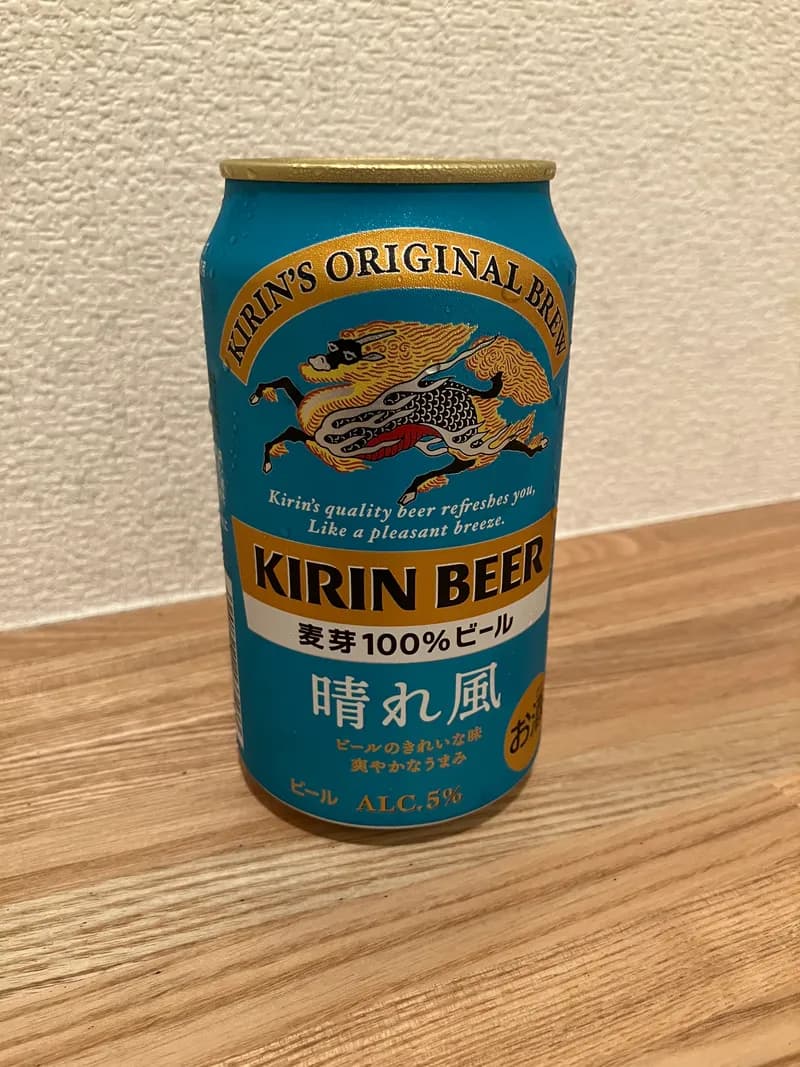 KIRIN'S ORIGINAL BREW
Kirin's quality beer refreshes you,
Like a pleasant breeze.
KIRIN BEER
麦芽100%ビール
晴れ風
ビールのきれいな味
爽やかなうまみ
お酒
ビール ALC.5%